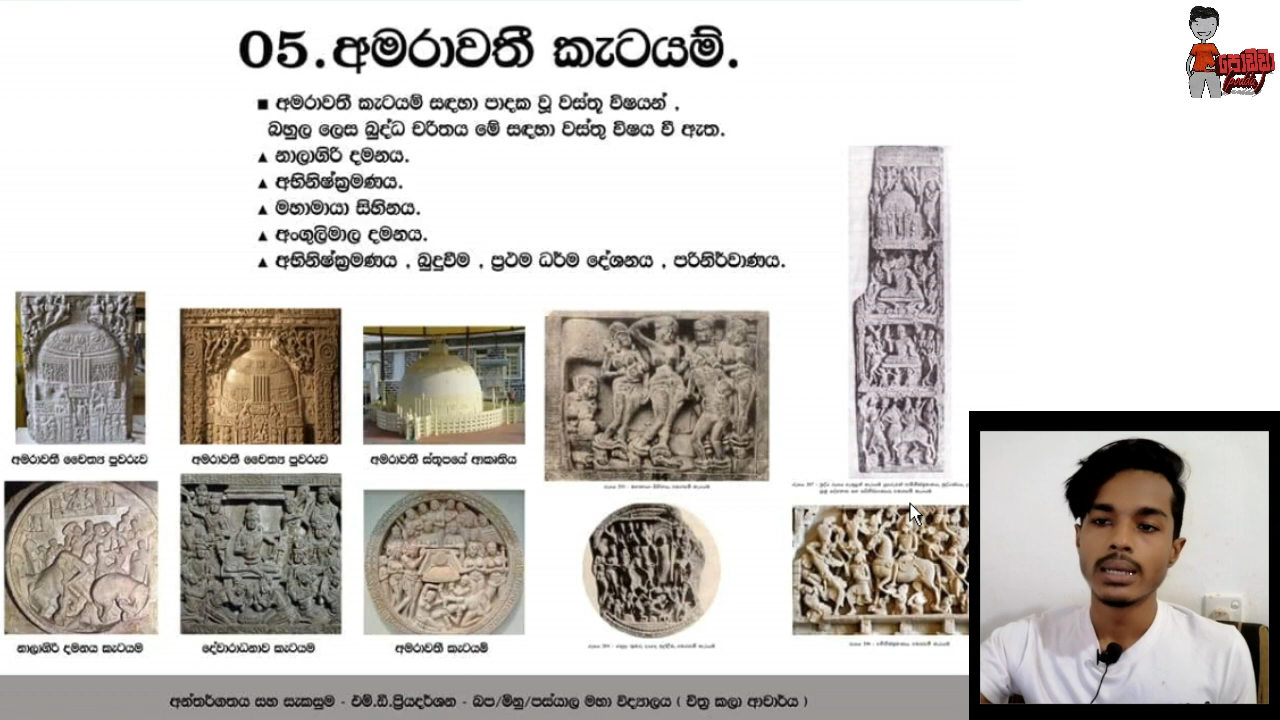 05.අමරාවතී කැටයම්.
■ අමරාවතී කැටයම් සඳහා පාදක වූ වස්තූ විෂයන් ,
බහුල ලෙස බුද්ධ චරිතය මේ සඳහා වස්තු විෂය වී ඇත.
▲ නාලාගිරි දමනය.
▲ අභිනිෂ්ක්‍රමණය.
▲ මහාමායා සිහිනය.
▲ අංගුලිමාල දමනය.
▲ අභිනිෂ්ක්‍රමණය , බුදුවීම , ප්‍රථම ධර්ම දේශනය , පරිනිර්වාණය.
අමරාවතී චෛත්‍ය පුවරුව
අමරාවතී චෛත්‍ය පුවරුව
අමරාවතී ස්තූපයේ ආකෘතිය
නාලාගිරි දමනය කැටයම
දේවාරාධනාව කැටයම
අමරාවතී කැටයම්
අන්තර්ගතය සහ සැකසුම - එම්.ඩී.ප්‍රියදර්ශන - බප/මිනු/පස්යාල මහා විද්‍යාලය ( චිත්‍ර කලා ආචාර්ය )